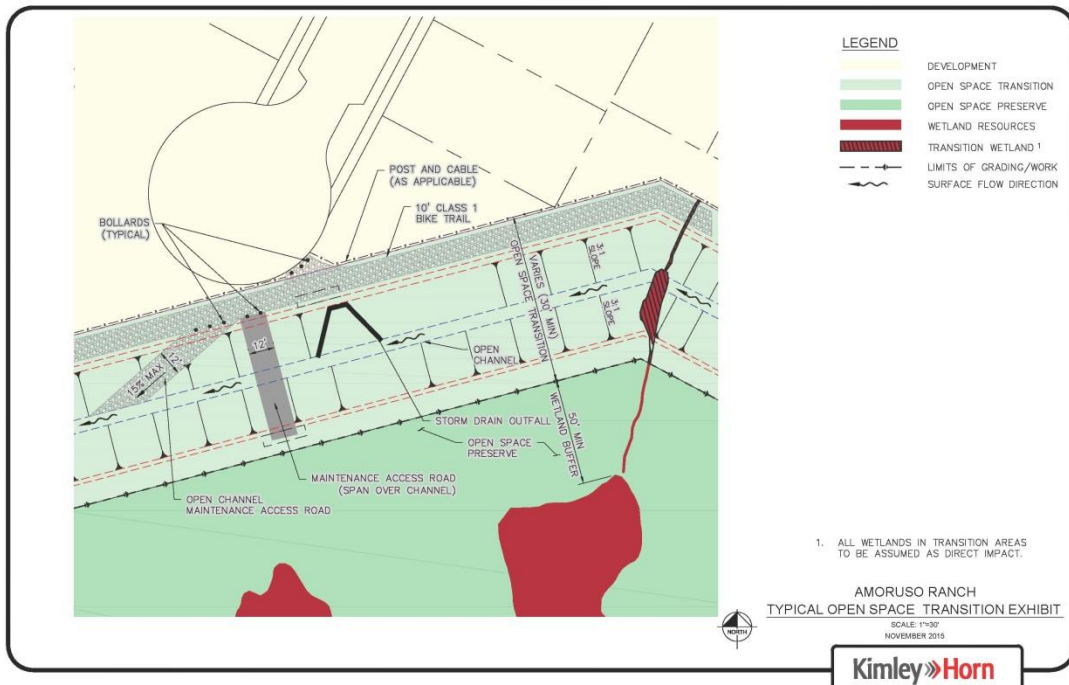 LEGEND
DEVELOPMENT
OPEN SPACE TRANSITION
OPEN SPACE PRESERVE
WETLAND RESOURCES
TRANSITION WETLAND 1
LIMITS OF GRADING/WORK
SURFACE FLOW DIRECTION
POST AND CABLE
(AS APPLICABLE)
10' CLASS 1
BIKE TRAIL
BOLLARDS
(TYPICAL)
VARIES (30' MIN)
OPEN SPACE TRANSITION
3:1
SLOPE
3:1
SLOPE
12'
15% MAX
12'
OPEN
CHANNEL
STORM DRAIN OUTFALL
OPEN SPACE
PRESERVE
50' MIN
WETLAND BUFFER
MAINTENANCE ACCESS ROAD
(SPAN OVER CHANNEL)
OPEN CHANNEL
MAINTENANCE ACCESS ROAD
1. ALL WETLANDS IN TRANSITION AREAS
TO BE ASSUMED AS DIRECT IMPACT.
AMORUSO RANCH
TYPICAL OPEN SPACE TRANSITION EXHIBIT
SCALE: 1"=30'
NOVEMBER 2015
NORTH
Kimley»Horn